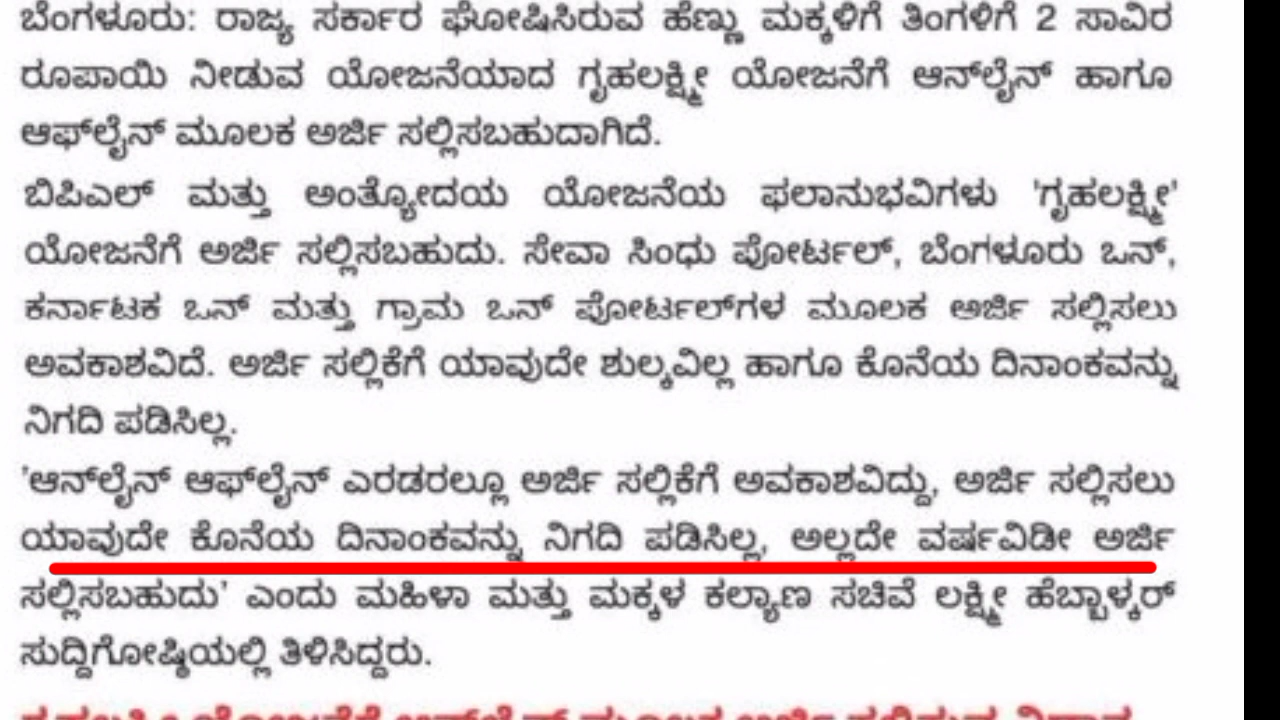 ಬೆಂಗಳೂರು: ರಾಜ್ಯ ಸರ್ಕಾರ ಘೋಷಿಸಿರುವ ಹೆಣ್ಣು ಮಕ್ಕಳಿಗೆ ತಿಂಗಳಿಗೆ 2 ಸಾವಿರ
ರೂಪಾಯಿ ನೀಡುವ ಯೋಜನೆಯಾದ ಗೃಹಲಕ್ಷ್ಮೀ ಯೋಜನೆಗೆ ಆನ್‌ಲೈನ್ ಹಾಗೂ
ಆಫ್‌ಲೈನ್ ಮೂಲಕ ಅರ್ಜಿ ಸಲ್ಲಿಸಬಹುದಾಗಿದೆ.
ಬಿಪಿಎಲ್ ಮತ್ತು ಅಂತ್ಯೋದಯ ಯೋಜನೆಯ ಫಲಾನುಭವಿಗಳು 'ಗೃಹಲಕ್ಷ್ಮೀ'
ಯೋಜನೆಗೆ ಅರ್ಜಿ ಸಲ್ಲಿಸಬಹುದು. ಸೇವಾ ಸಿಂಧು ಪೋರ್ಟಲ್, ಬೆಂಗಳೂರು ಒನ್,
ಕರ್ನಾಟಕ ಒನ್ ಮತ್ತು ಗ್ರಾಮ ಒನ್ ಪೋರ್ಟಲ್‌ಗಳ ಮೂಲಕ ಅರ್ಜಿ ಸಲ್ಲಿಸಲು
ಅವಕಾಶವಿದೆ. ಅರ್ಜಿ ಸಲ್ಲಿಕೆಗೆ ಯಾವುದೇ ಶುಲ್ಕವಿಲ್ಲ ಹಾಗೂ ಕೊನೆಯ ದಿನಾಂಕವನ್ನು
ನಿಗದಿ ಪಡಿಸಿಲ್ಲ.
'ಆನ್‌ಲೈನ್ ಆಫ್‌ಲೈನ್ ಎರಡರಲ್ಲೂ ಅರ್ಜಿ ಸಲ್ಲಿಕೆಗೆ ಅವಕಾಶವಿದ್ದು, ಅರ್ಜಿ ಸಲ್ಲಿಸಲು
ಯಾವುದೇ ಕೊನೆಯ ದಿನಾಂಕವನ್ನು ನಿಗದಿ ಪಡಿಸಿಲ್ಲ, ಅಲ್ಲದೇ ವರ್ಷವಿಡೀ ಅರ್ಜಿ
ಸಲ್ಲಿಸಬಹುದು' ಎಂದು ಮಹಿಳಾ ಮತ್ತು ಮಕ್ಕಳ ಕಲ್ಯಾಣ ಸಚಿವೆ ಲಕ್ಷ್ಮೀ ಹೆಬ್ಬಾಳ್ಕರ್
ಸುದ್ದಿಗೋಷ್ಠಿಯಲ್ಲಿ ತಿಳಿಸಿದ್ದರು.